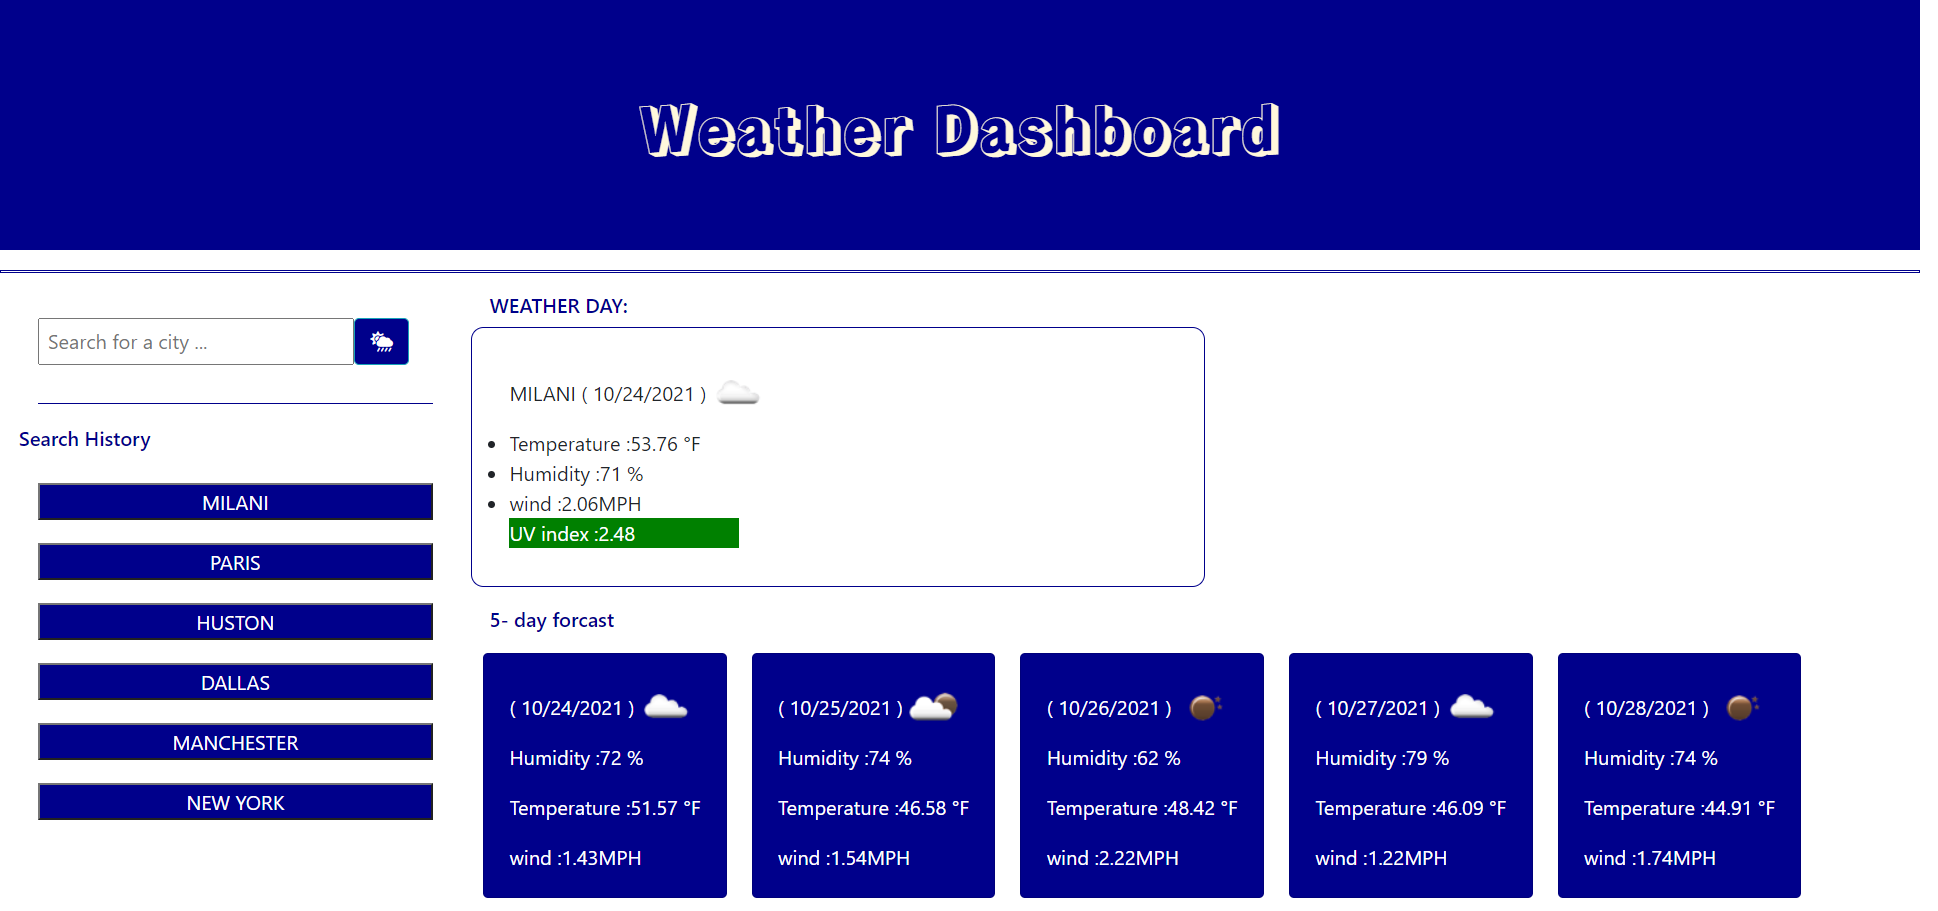 Weather Dashboard
Search for a city ...
Search History
MILANI
PARIS
HUSTON
DALLAS
MANCHESTER
NEW YORK
WEATHER DAY:
MILANI ( 10/24/2021 )
Temperature :53.76 °F
Humidity :71 %
wind :2.06MPH
UV index :2.48
5- day forcast
( 10/24/2021 )
Humidity :72 %
Temperature :51.57 °F
wind :1.43MPH
( 10/25/2021 )
Humidity :74 %
Temperature :46.58 °F
wind :1.54MPH
( 10/26/2021 )
Humidity :62 %
Temperature :48.42 °F
wind :2.22MPH
( 10/27/2021 )
Humidity :79 %
Temperature :46.09 °F
wind :1.22MPH
( 10/28/2021 )
Humidity :74 %
Temperature :44.91 °F
wind :1.74MPH